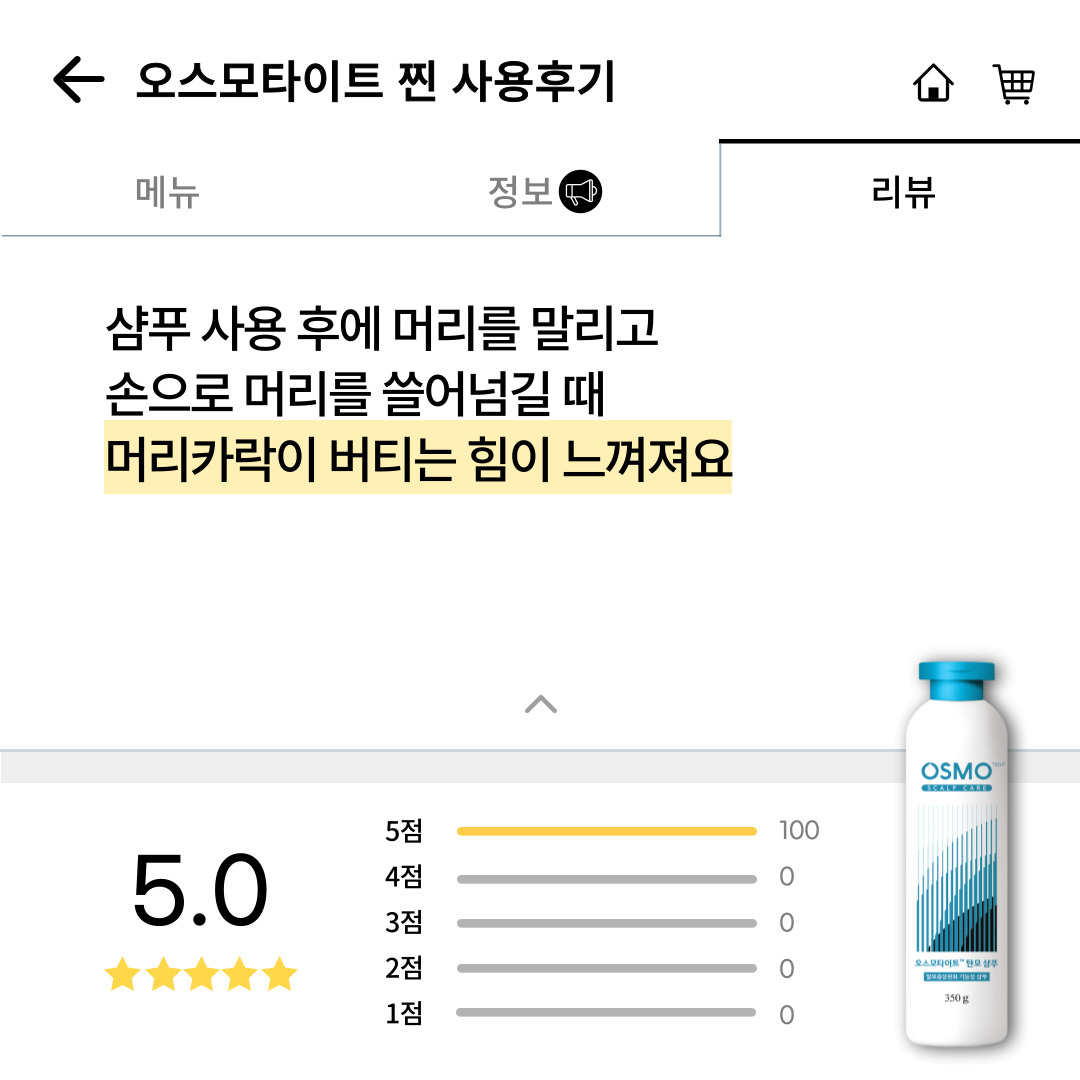 오스모타이트 찐 사용후기
메뉴
정보
리뷰
샴푸 사용 후에 머리를 말리고
손으로 머리를 쓸어넘길 때
머리카락이 버티는 힘이 느껴져요
5.0
5점 100
4점 0
3점 0
2점 0
1점 0
OSMO
SCALP CARE
오스모타이트™ 탄모 샴푸
탈모증상완화 기능성 샴푸
350 g